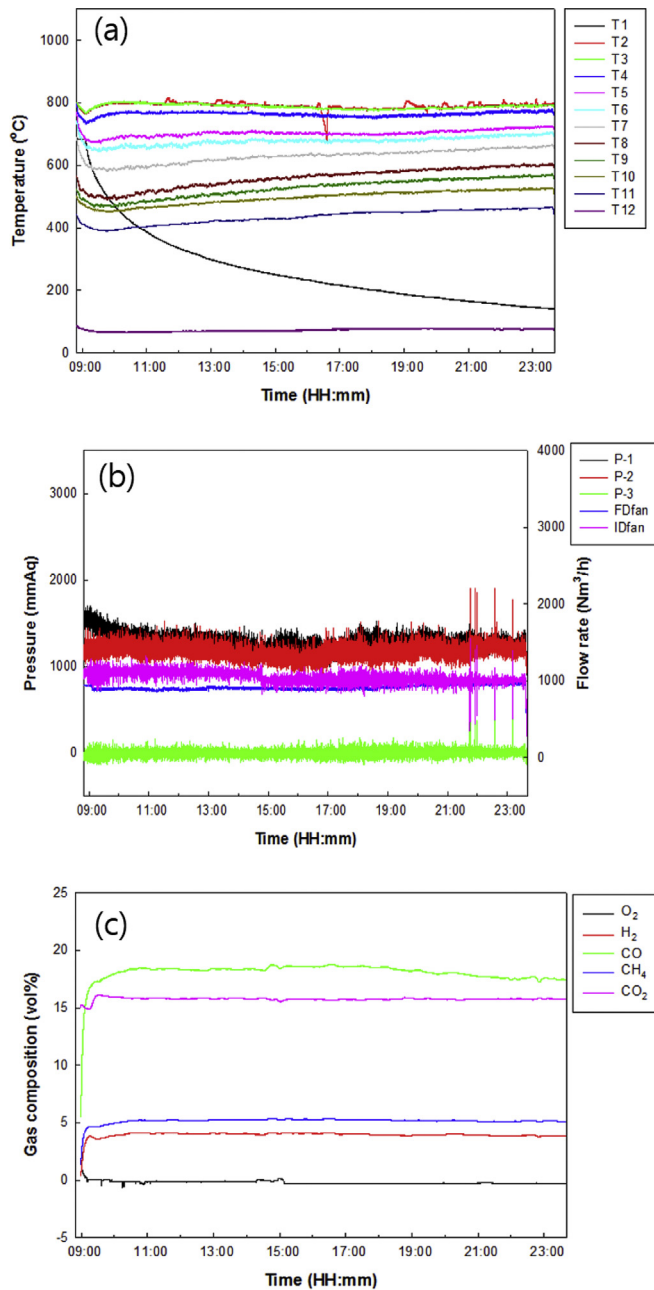 (a)
1000
800
600
400
200
0
Temperature (°C)
09:00 11:00 13:00 15:00 17:00 19:00 21:00 23:00
Time (HH:mm)
T1
T2
T3
T4
T5
T6
T7
T8
T9
T10
T11
T12
(b)
3000
2000
1000
0
Pressure (mmAq)
4000
3000
2000
1000
0
Flow rate (Nm³/h)
09:00 11:00 13:00 15:00 17:00 19:00 21:00 23:00
Time (HH:mm)
P-1
P-2
P-3
FDfan
IDfan
(c)
25
20
15
10
5
0
-5
Gas composition (vol%)
09:00 11:00 13:00 15:00 17:00 19:00 21:00 23:00
Time (HH:mm)
O₂
H₂
CO
CH₄
CO₂